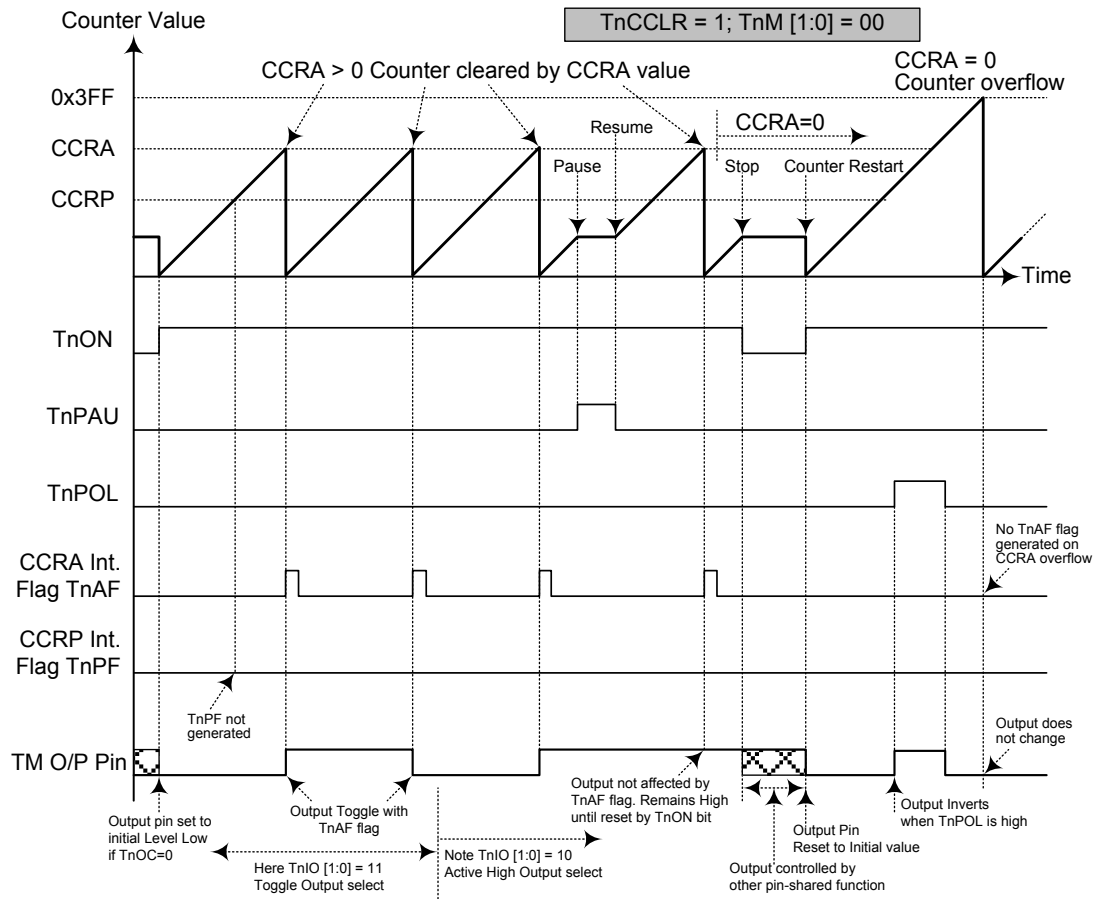 Counter Value
TnCCLR = 1; TnM [1:0] = 00
CCRA > 0 Counter cleared by CCRA value
CCRA = 0
Counter overflow
0x3FF
Resume
CCRA=0
CCRA
Pause
Stop
Counter Restart
CCRP
Time
TnON
TnPAU
TnPOL
No TnAF flag
generated on
CCRA overflow
CCRA Int.
Flag TnAF
CCRP Int.
Flag TnPF
TnPF not
generated
Output does
not change
TM O/P Pin
Output pin set to
initial Level Low
if TnOC=0
Output Toggle with
TnAF flag
Output not affected by
TnAF flag. Remains High
until reset by TnON bit
Output Inverts
when TnPOL is high
Output Pin
Reset to Initial value
Here TnIO [1:0] = 11
Toggle Output select
Note TnIO [1:0] = 10
Active High Output select
Output controlled by
other pin-shared function